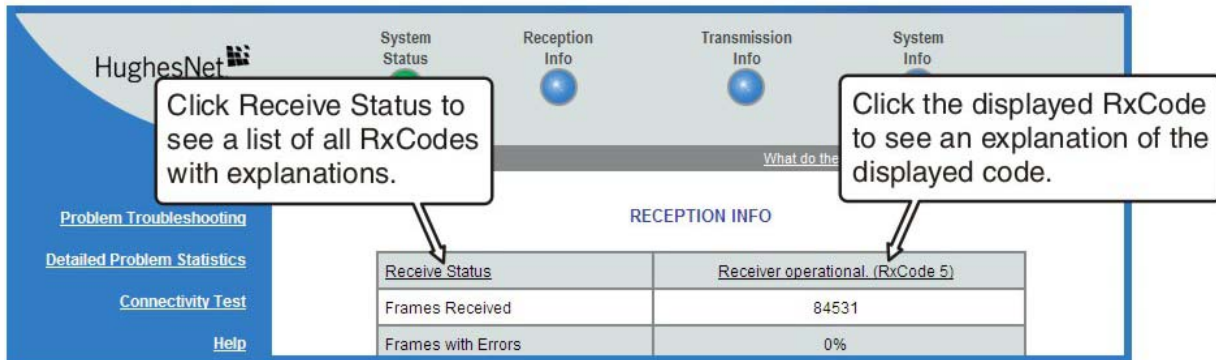 HughesNet
System Status
Reception Info
Transmission Info
System Info
Click Receive Status to
see a list of all RxCodes
with explanations.
Click the displayed RxCode
to see an explanation of the
displayed code.
What do the
Problem Troubleshooting
Detailed Problem Statistics
Connectivity Test
Help
RECEPTION INFO
Receive Status Receiver operational. (RxCode 5)
Frames Received 84531
Frames with Errors 0%